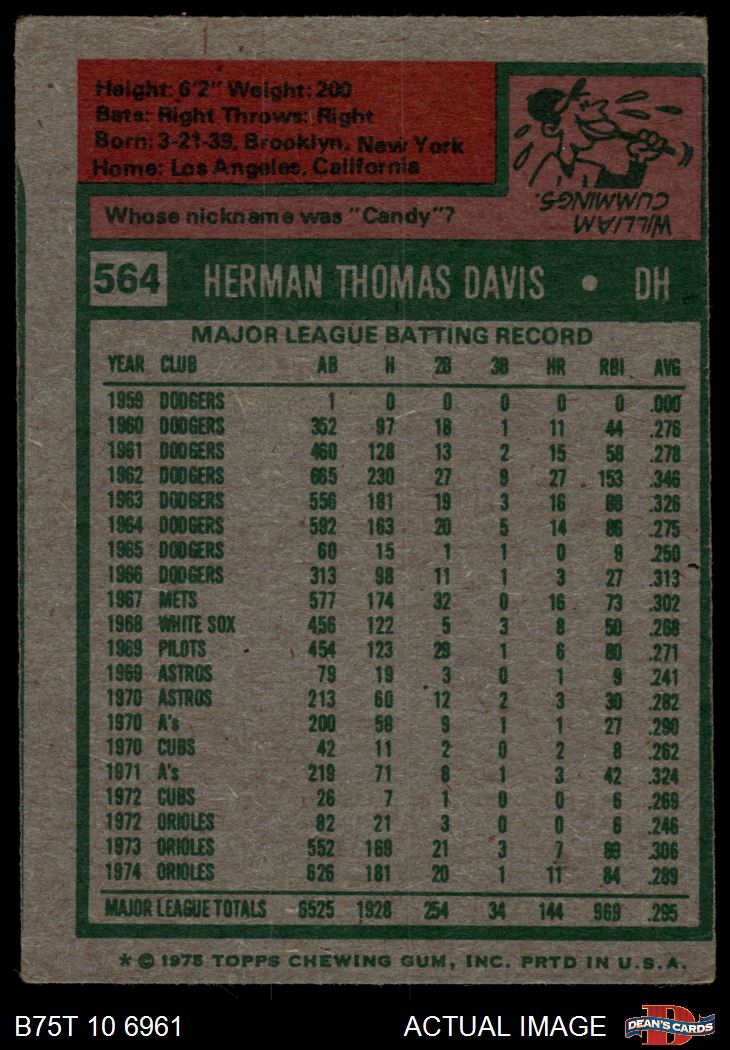 Height: 6'2" Weight: 200
Bats: Right Throws: Right
Born: 3-21-39, Brooklyn, New York
Home: Los Angeles, California
Whose nickname was "Candy"?
WILLIAM
CUMMINGS.
564 HERMAN THOMAS DAVIS • DH
MAJOR LEAGUE BATTING RECORD
YEAR CLUB AB H 2B 3B HR RBI AVG
1959 DODGERS 1 0 0 0 0 0 .000
1960 DODGERS 352 97 18 1 11 44 .276
1961 DODGERS 460 128 13 2 15 58 .278
1962 DODGERS 665 230 27 9 27 153 .346
1963 DODGERS 556 181 19 3 16 88 .326
1964 DODGERS 592 163 20 5 14 86 .275
1965 DODGERS 60 15 1 1 0 9 .250
1966 DODGERS 313 98 11 1 3 27 .313
1967 METS 577 174 32 0 16 73 .302
1968 WHITE SOX 456 122 5 3 8 50 .268
1969 PILOTS 454 123 29 1 6 80 .271
1969 ASTROS 79 19 3 0 1 9 .241
1970 ASTROS 213 60 12 2 3 30 .282
1970 A's 200 58 9 1 1 27 .290
1970 CUBS 42 11 2 0 2 8 .262
1971 A's 219 71 8 1 3 42 .324
1972 CUBS 26 7 1 0 0 6 .269
1972 ORIOLES 82 21 3 0 0 6 .246
1973 ORIOLES 552 169 21 3 7 89 .306
1974 ORIOLES 626 181 20 1 11 84 .289
MAJOR LEAGUE TOTALS 6525 1928 254 34 144 969 .295
* © 1975 TOPPS CHEWING GUM, INC. PRTD IN U.S.A.
B75T 10 6961 ACTUAL IMAGE
D
DEAN'S CARDS